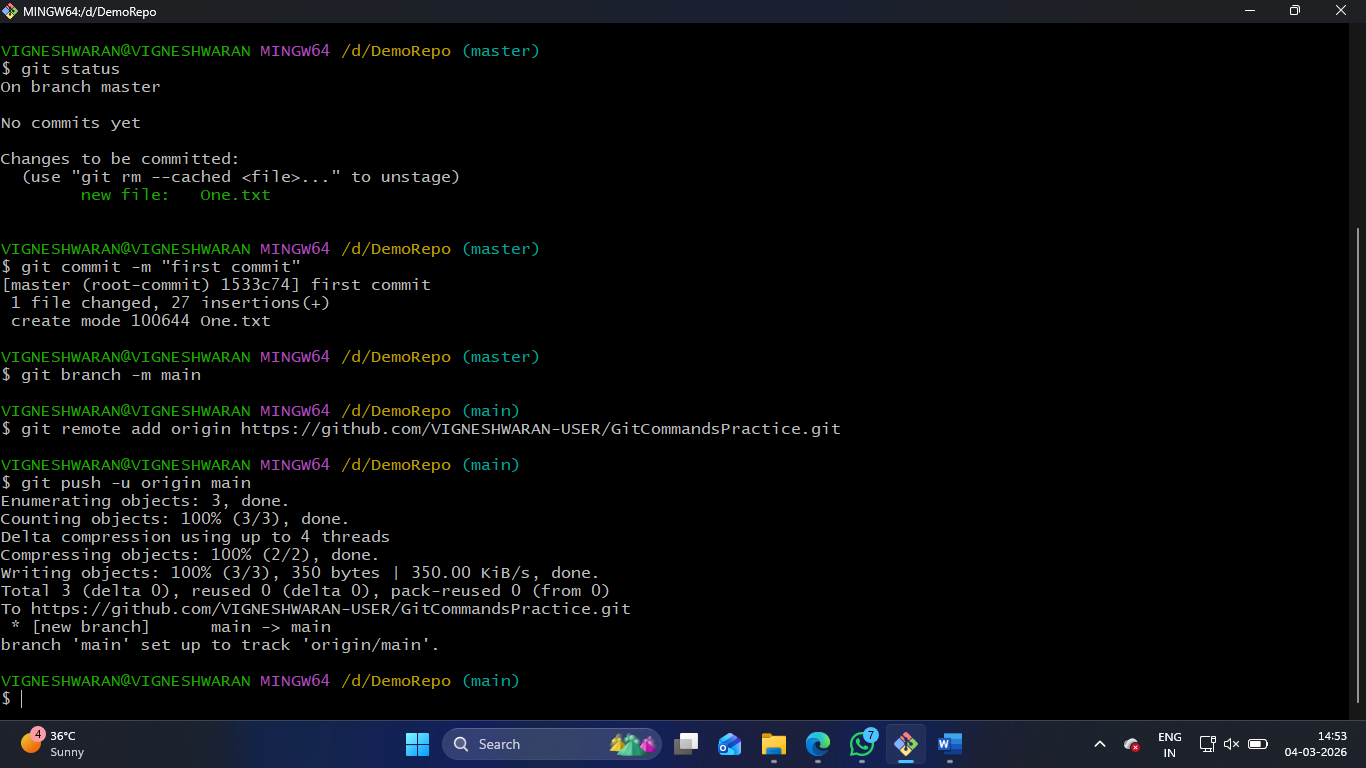 MINGW64:/d/DemoRepo
VIGNESHWARAN@VIGNESHWARAN MINGW64 /d/DemoRepo (master)
$ git status
On branch master
No commits yet
Changes to be committed:
  (use "git rm --cached <file>..." to unstage)
        new file:   One.txt
VIGNESHWARAN@VIGNESHWARAN MINGW64 /d/DemoRepo (master)
$ git commit -m "first commit"
[master (root-commit) 1533c74] first commit
 1 file changed, 27 insertions(+)
 create mode 100644 One.txt
VIGNESHWARAN@VIGNESHWARAN MINGW64 /d/DemoRepo (master)
$ git branch -m main
VIGNESHWARAN@VIGNESHWARAN MINGW64 /d/DemoRepo (main)
$ git remote add origin https://github.com/VIGNESHWARAN-USER/GitCommandsPractice.git
VIGNESHWARAN@VIGNESHWARAN MINGW64 /d/DemoRepo (main)
$ git push -u origin main
Enumerating objects: 3, done.
Counting objects: 100% (3/3), done.
Delta compression using up to 4 threads
Compressing objects: 100% (2/2), done.
Writing objects: 100% (3/3), 350 bytes | 350.00 KiB/s, done.
Total 3 (delta 0), reused 0 (delta 0), pack-reused 0 (from 0)
To https://github.com/VIGNESHWARAN-USER/GitCommandsPractice.git
 * [new branch]      main -> main
branch 'main' set up to track 'origin/main'.
VIGNESHWARAN@VIGNESHWARAN MINGW64 /d/DemoRepo (main)
$
4
36°C
Sunny
Search
7
ENG
IN
14:53
04-03-2026